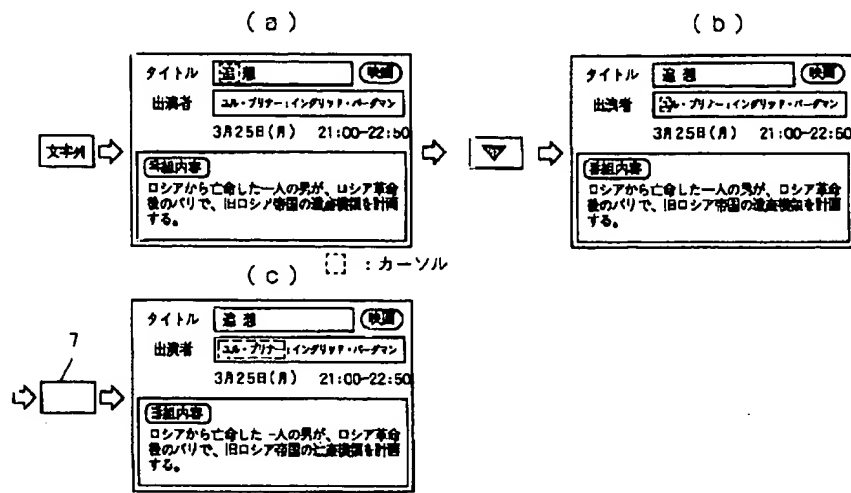 (a)
タイトル 追想 映画
出演者 ユル・ブリナー:イングリッド・バーグマン
3月25日(月) 21:00-22:50
文字列
番組内容
ロシアから亡命した一人の男が、ロシア革命
後のパリで、旧ロシア帝国の遺産横領を計画
する。
(b)
タイトル 追想 映画
出演者 ユル・ブリナー:イングリッド・バーグマン
3月25日(月) 21:00-22:50
番組内容
ロシアから亡命した一人の男が、ロシア革命
後のパリで、旧ロシア帝国の遺産横領を計画
する。
:カーソル
(c)
タイトル 追想 映画
出演者 ユル・ブリナー:イングリッド・バーグマン
3月25日(月) 21:00-22:50
7
番組内容
ロシアから亡命した一人の男が、ロシア革命
後のパリで、旧ロシア帝国の遺産横領を計画
する。